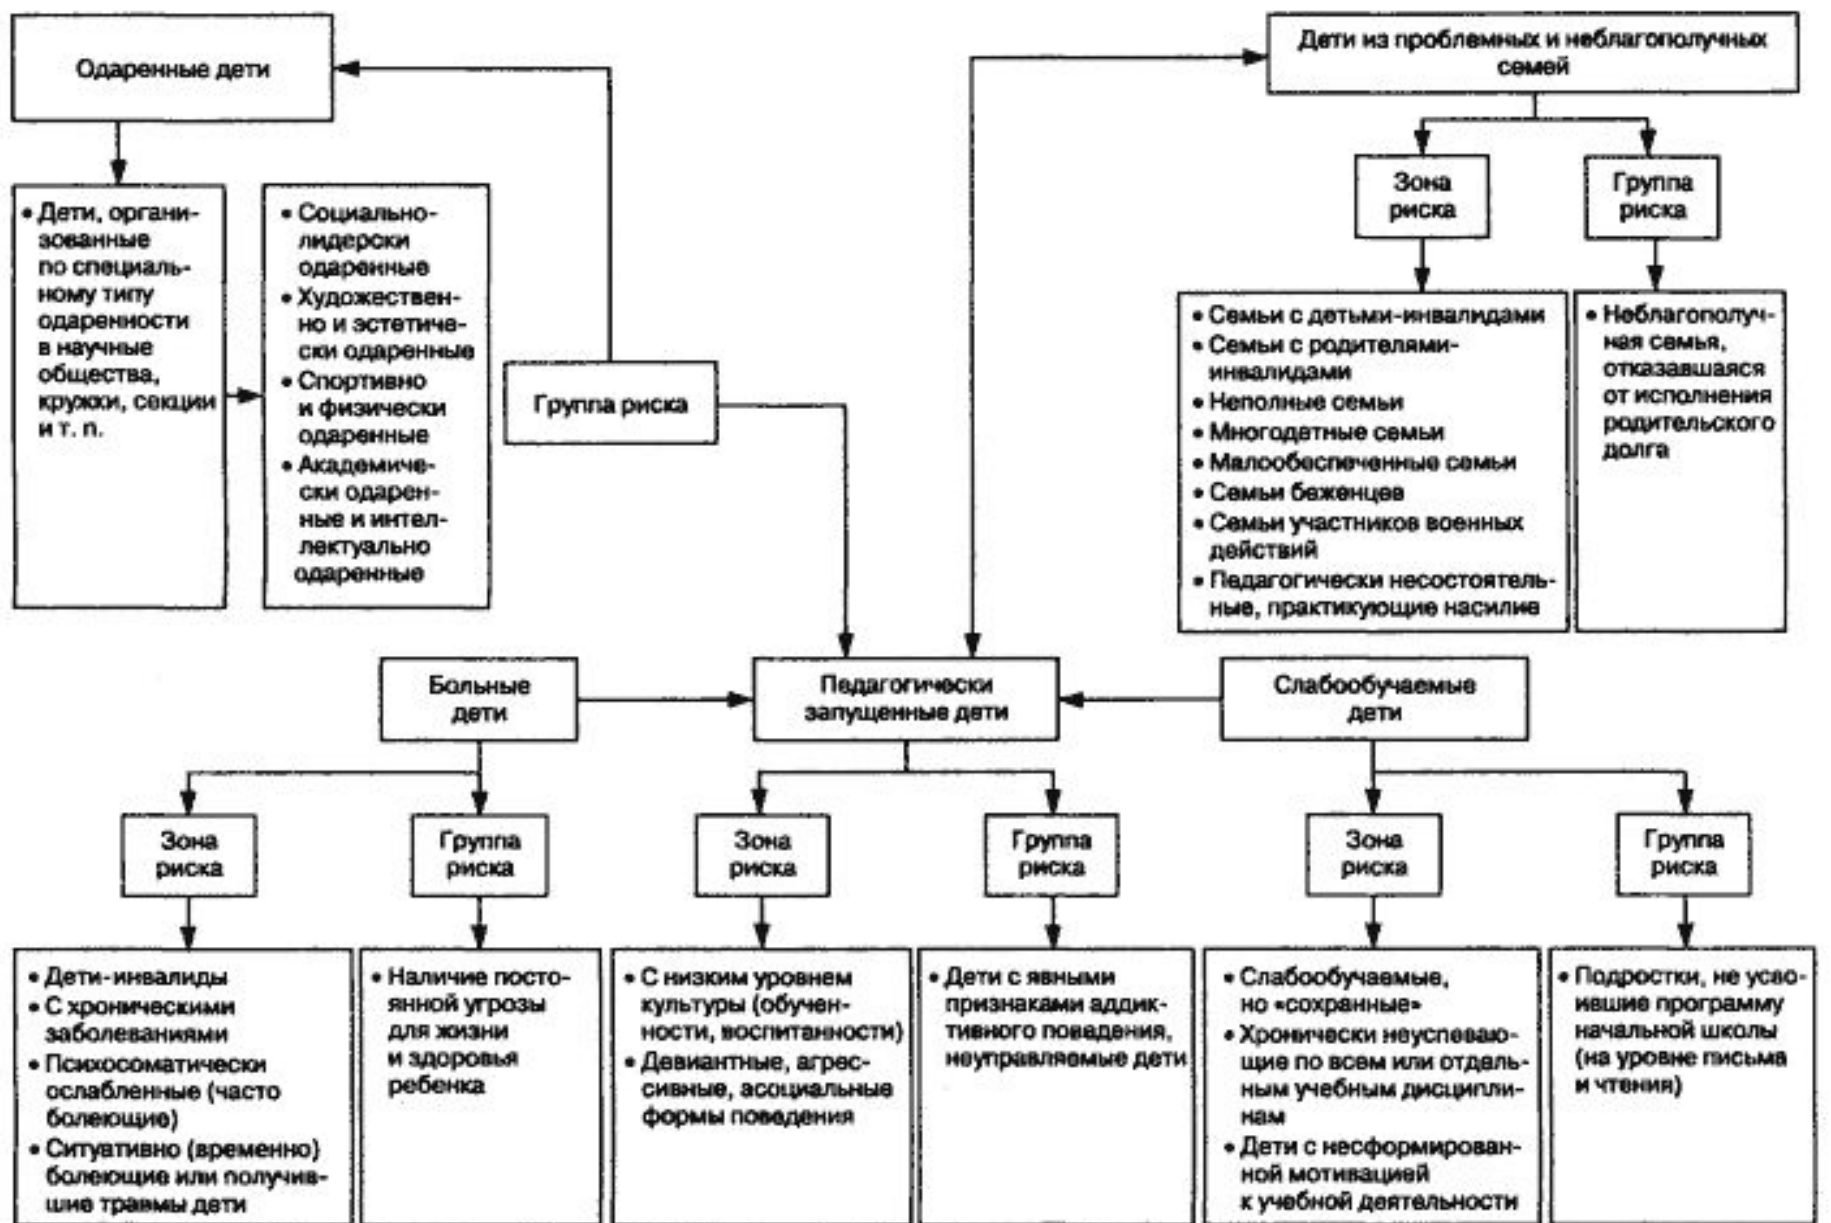 Одаренные дети
Дети из проблемных и неблагополучных
семей
Зона
риска
Группа
риска
• Дети, органи-
зованные
по специаль-
ному типу
одаренности
в научные
общества,
кружки, секции
и т. п.
• Социально-
лидерски
одаренные
• Художествен-
но и эстетиче-
ски одаренные
• Спортивно
и физически
одаренные
• Академиче-
ски одарен-
ные и интел-
лектуально
одаренные
Группа риска
• Семьи с детьми-инвалидами
• Семьи с родителями-
инвалидами
• Неполные семьи
• Многодетные семьи
• Малообеспеченные семьи
• Семьи беженцев
• Семьи участников военных
действий
• Педагогически несостоятель-
ные, практикующие насилие
• Неблагополуч-
ная семья,
отказавшаяся
от исполнения
родительского
долга
Больные
дети
Педагогически
запущенные дети
Слабообучаемые
дети
Зона
риска
Группа
риска
Зона
риска
Группа
риска
Зона
риска
Группа
риска
• Дети-инвалиды
• С хроническими
заболеваниями
• Психосоматически
ослабленные (часто
болеющие)
• Ситуативно (временно)
болеющие или получив-
шие травмы дети
• Наличие посто-
янной угрозы
для жизни
и здоровья
ребенка
• С низким уровнем
культуры (обучен-
ности, воспитанности)
• Девиантные, агрес-
сивные, асоциальные
формы поведения
• Дети с явными
признаками аддик-
тивного поведения,
неуправляемые дети
• Слабообучаемые,
но «сохранные»
• Хронически неуспеваю-
щие по всем или отдель-
ным учебным дисципли-
нам
• Дети с несформирован-
ной мотивацией
к учебной деятельности
• Подростки, не усво-
ившие программу
начальной школы
(на уровне письма
и чтения)